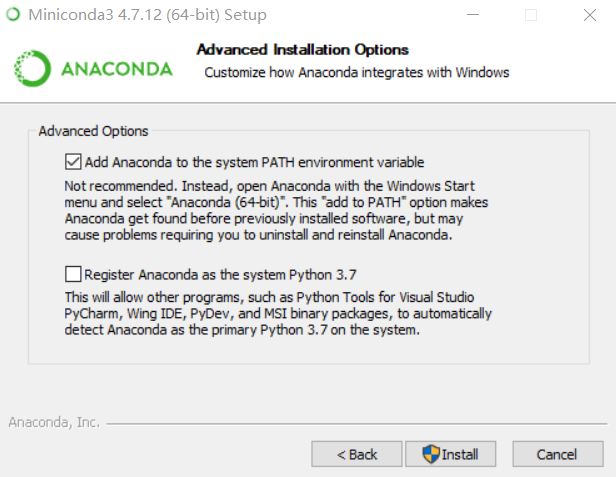 Miniconda3 4.7.12 (64-bit) Setup
Advanced Installation Options
Customize how Anaconda integrates with Windows
ANACONDA
Advanced Options
Add Anaconda to the system PATH environment variable
Not recommended. Instead, open Anaconda with the Windows Start
menu and select "Anaconda (64-bit)". This "add to PATH" option makes
Anaconda get found before previously installed software, but may
cause problems requiring you to uninstall and reinstall Anaconda.
Register Anaconda as the system Python 3.7
This will allow other programs, such as Python Tools for Visual Studio
PyCharm, Wing IDE, PyDev, and MSI binary packages, to automatically
detect Anaconda as the primary Python 3.7 on the system.
Anaconda, Inc.
< Back
Install
Cancel